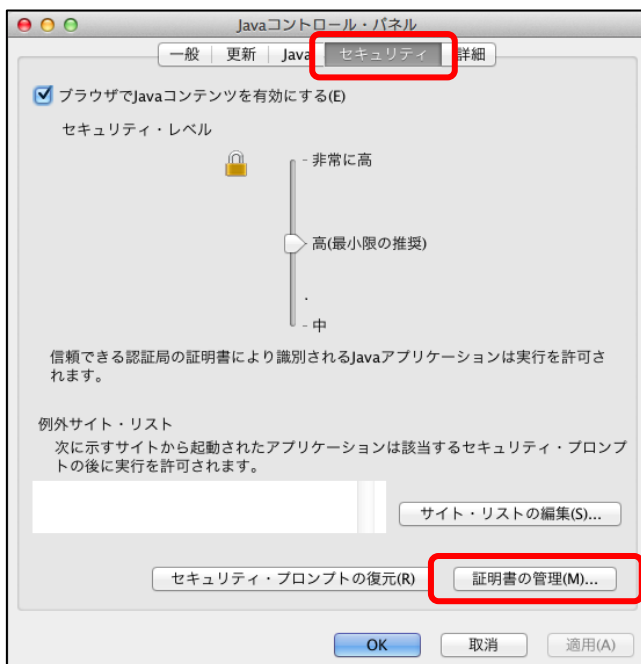 Javaコントロール・パネル
一般 更新 Java セキュリティ 詳細
ブラウザでJavaコンテンツを有効にする(E)
セキュリティ・レベル
- 非常に高
- 高(最小限の推奨)
- 中
信頼できる認証局の証明書により識別されるJavaアプリケーションは実行を許可さ
れます。
例外サイト・リスト
次に示すサイトから起動されたアプリケーションは該当するセキュリティ・プロンプ
トの後に実行を許可されます。
サイト・リストの編集(S)...
セキュリティ・プロンプトの復元(R) 証明書の管理(M)...
OK 取消 適用(A)